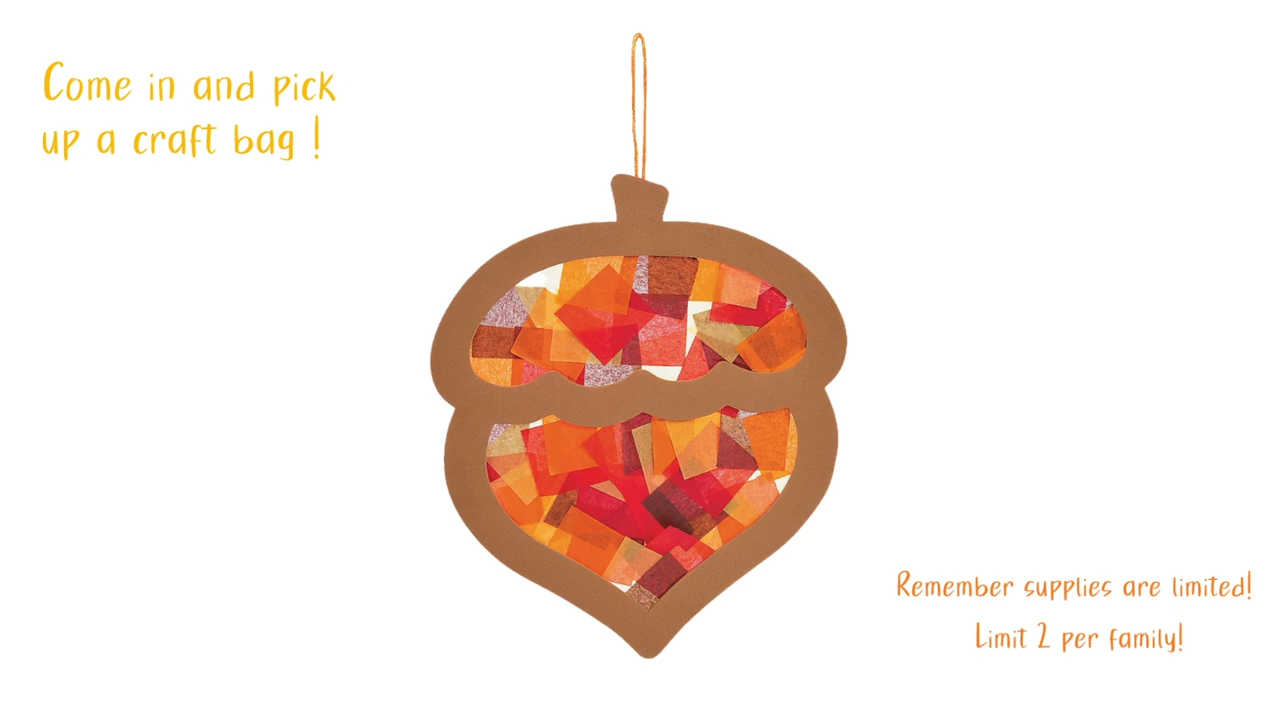 Come in and pick
up a craft bag !
Remember supplies are limited!
Limit 2 per family!